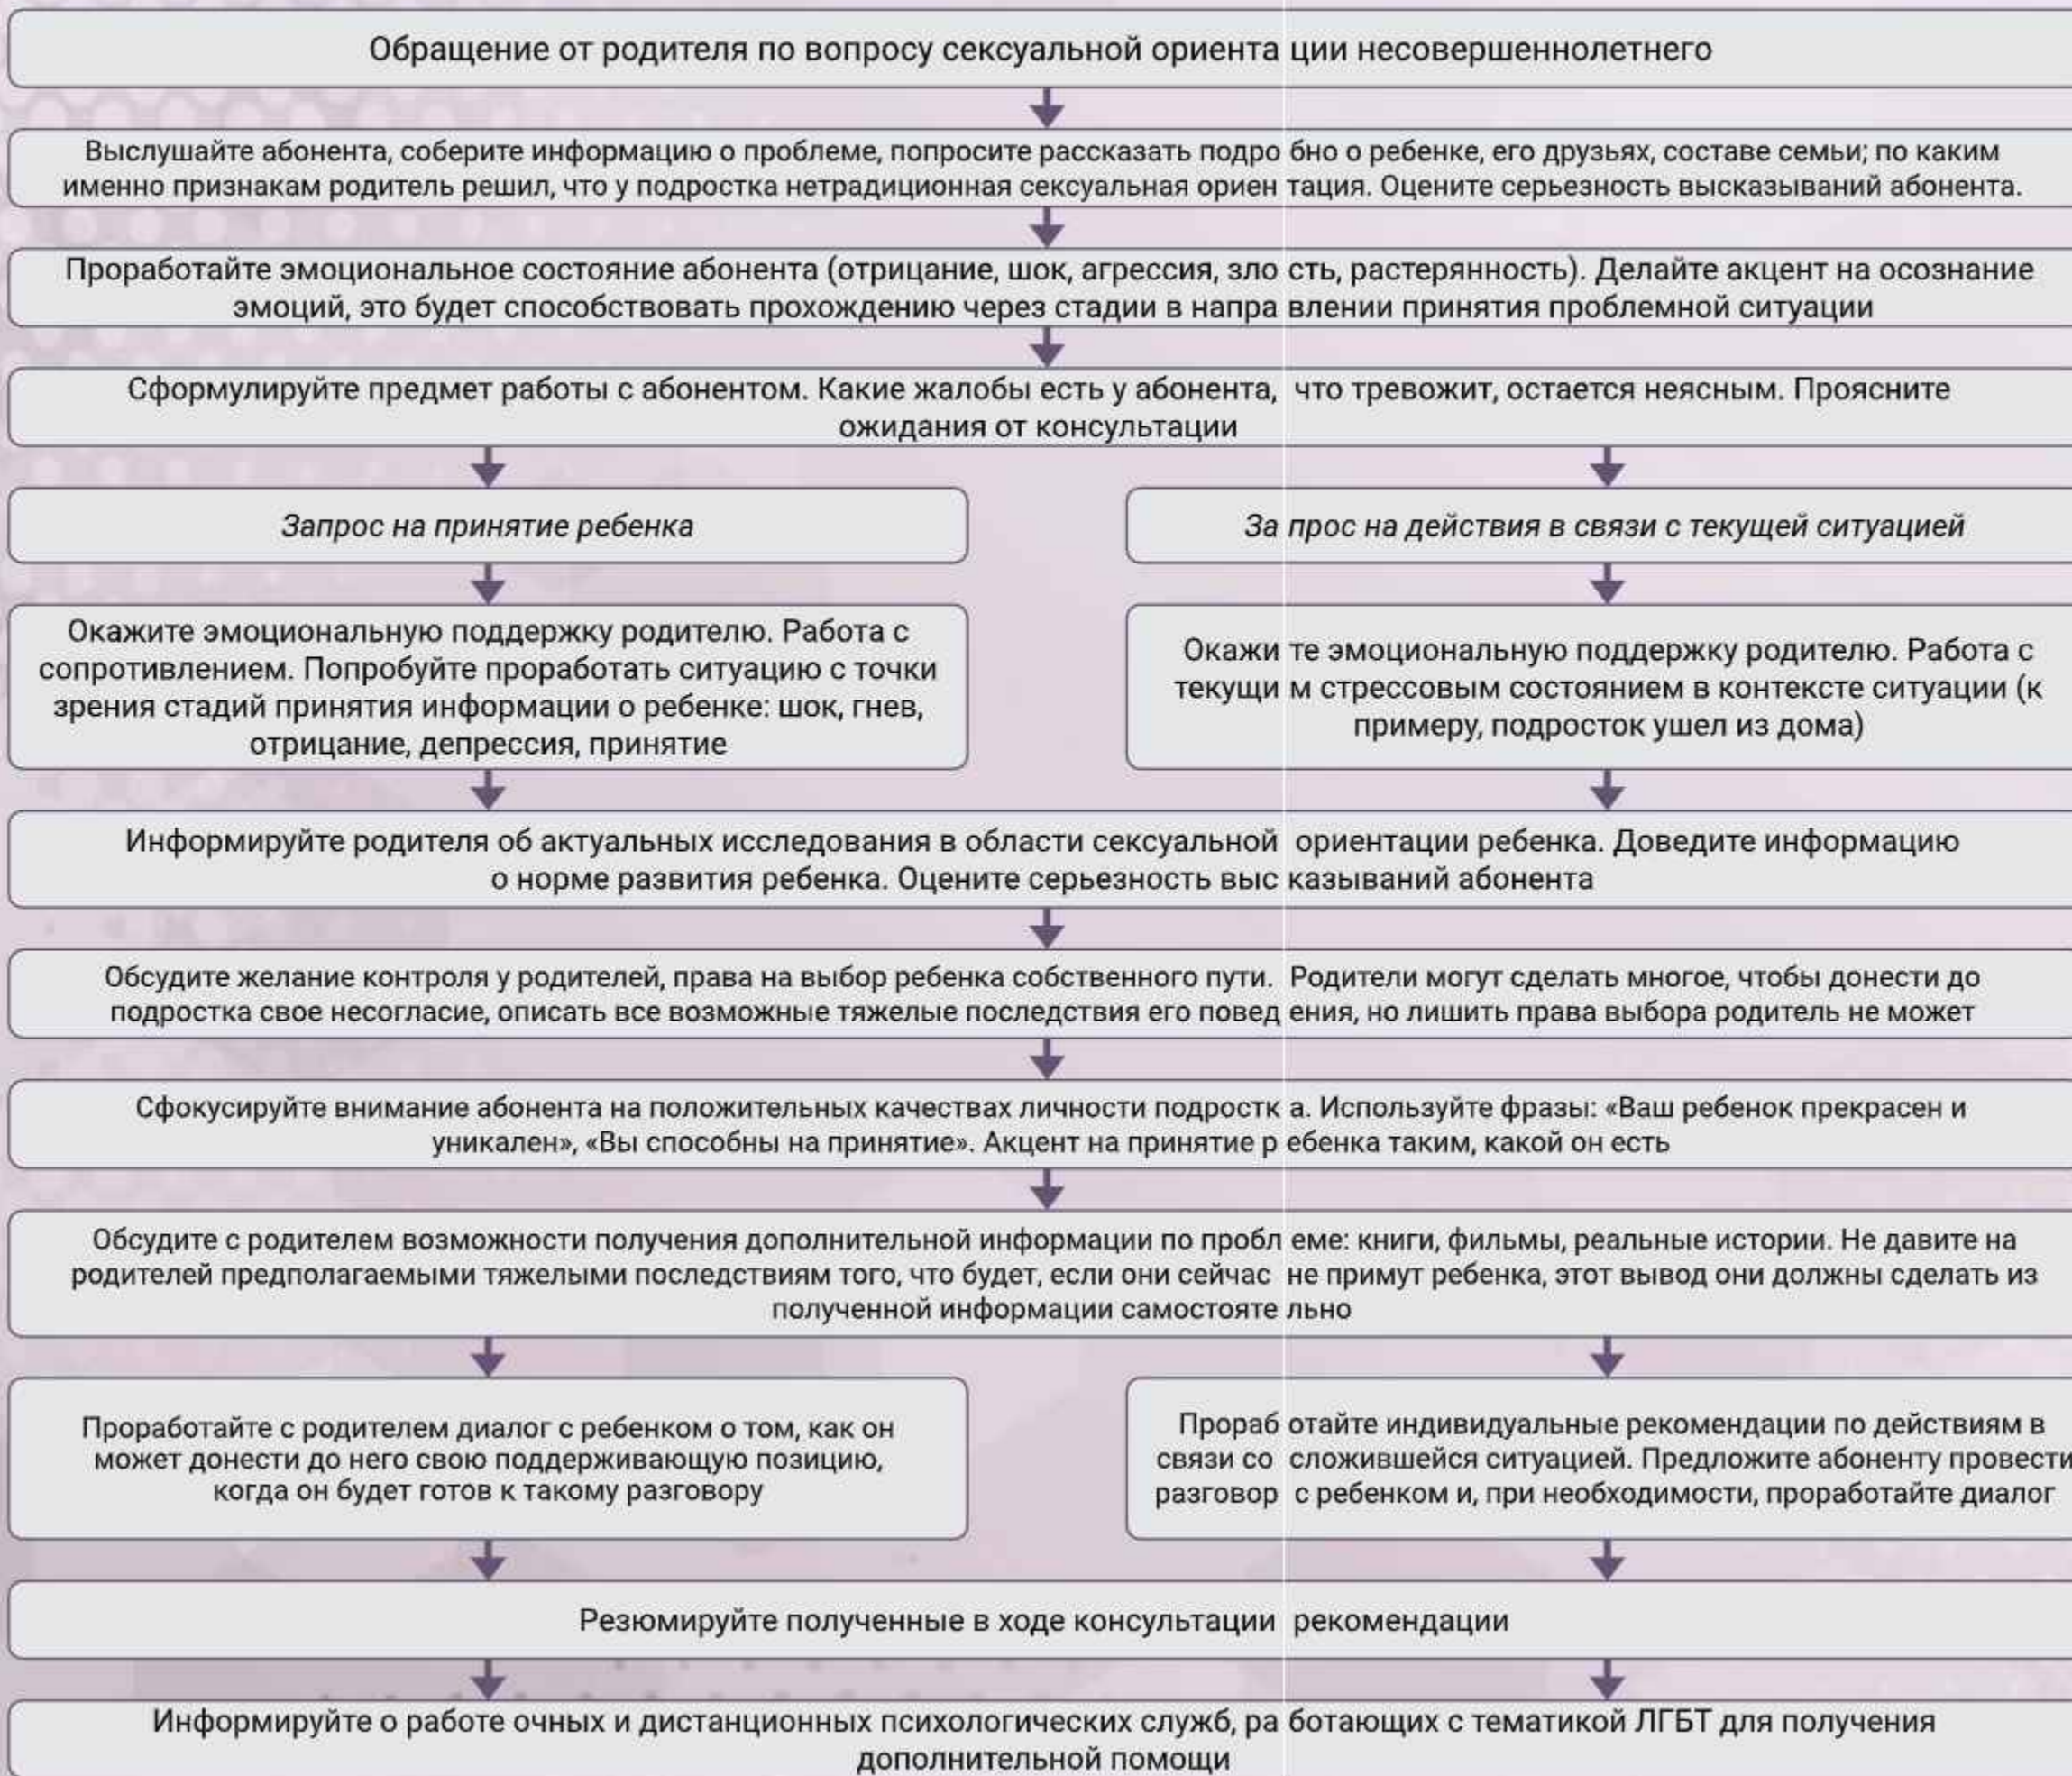 Обращение от родителя по вопросу сексуальной ориентации несовершеннолетнего
Выслушайте абонента, соберите информацию о проблеме, попросите рассказать подробно о ребенке, его друзьях, составе семьи; по каким
именно признакам родитель решил, что у подростка нетрадиционная сексуальная ориентация. Оцените серьезность высказываний абонента.
Проработайте эмоциональное состояние абонента (отрицание, шок, агрессия, злость, растерянность). Делайте акцент на осознание
эмоций, это будет способствовать прохождению через стадии в направлении принятия проблемной ситуации
Сформулируйте предмет работы с абонентом. Какие жалобы есть у абонента, что тревожит, остается неясным. Проясните
ожидания от консультации
Запрос на принятие ребенка
Запрос на действия в связи с текущей ситуацией
Окажите эмоциональную поддержку родителю. Работа с
сопротивлением. Попробуйте проработать ситуацию с точки
зрения стадий принятия информации о ребенке: шок, гнев,
отрицание, депрессия, принятие
Окажите эмоциональную поддержку родителю. Работа с
текущим стрессовым состоянием в контексте ситуации (к
примеру, подросток ушел из дома)
Информируйте родителя об актуальных исследования в области сексуальной ориентации ребенка. Доведите информацию
о норме развития ребенка. Оцените серьезность высказываний абонента
Обсудите желание контроля у родителей, права на выбор ребенка собственного пути. Родители могут сделать многое, чтобы донести до
подростка свое несогласие, описать все возможные тяжелые последствия его поведения, но лишить права выбора родитель не может
Сфокусируйте внимание абонента на положительных качествах личности подростка. Используйте фразы: «Ваш ребенок прекрасен и
уникален», «Вы способны на принятие». Акцент на принятие ребенка таким, какой он есть
Обсудите с родителем возможности получения дополнительной информации по проблеме: книги, фильмы, реальные истории. Не давите на
родителей предполагаемыми тяжелыми последствиям того, что будет, если они сейчас не примут ребенка, этот вывод они должны сделать из
полученной информации самостоятельно
Проработайте с родителем диалог с ребенком о том, как он
может донести до него свою поддерживающую позицию,
когда он будет готов к такому разговору
Проработайте индивидуальные рекомендации по действиям в
связи со сложившейся ситуацией. Предложите абоненту провести
разговор с ребенком и, при необходимости, проработайте диалог
Резюмируйте полученные в ходе консультации рекомендации
Информируйте о работе очных и дистанционных психологических служб, работающих с тематикой ЛГБТ для получения
дополнительной помощи